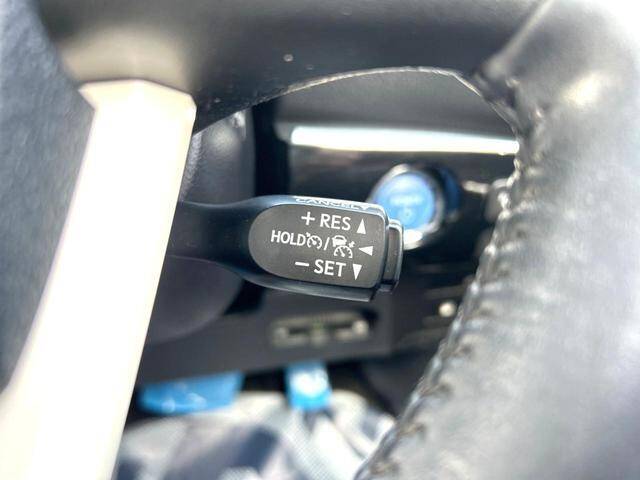 CANCEL
+ RES ▲
HOLD / ◄
− SET ▼